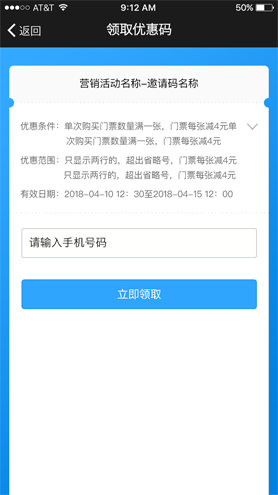 AT&T 9:12 AM 50%
返回 领取优惠码
营销活动名称-邀请码名称
优惠条件：单次购买门票数量满一张，门票每张减4元单
次购买门票数量满一张，门票每张减4元
优惠范围：只显示两行的，超出省略号，门票每张减4元
只显示两行的，超出省略号，门票每张减4元
有效日期：2018-04-10 12：30至2018-04-15 12：00
请输入手机号码
立即领取